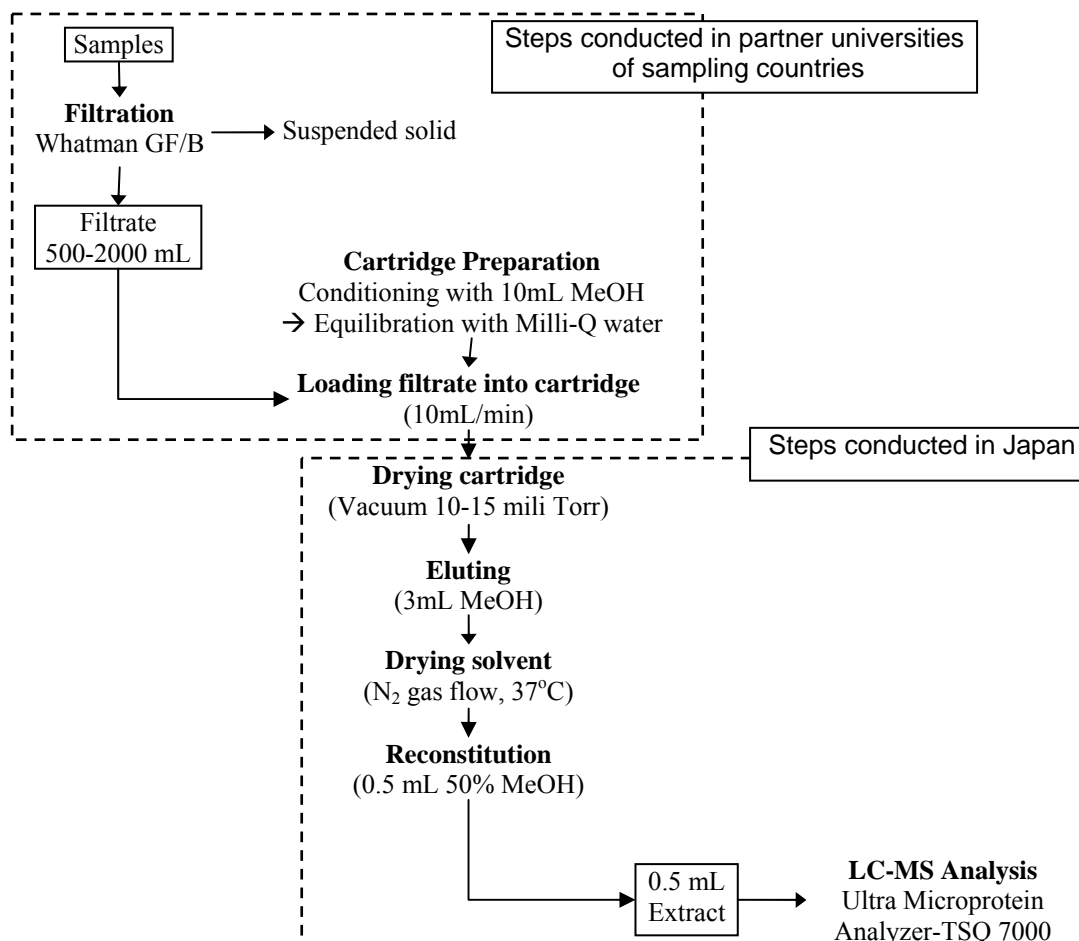 Samples
Steps conducted in partner universities
of sampling countries
Filtration
Whatman GF/B
Suspended solid
Filtrate
500-2000 mL
Cartridge Preparation
Conditioning with 10mL MeOH
→ Equilibration with Milli-Q water
Loading filtrate into cartridge
(10mL/min)
Steps conducted in Japan
Drying cartridge
(Vacuum 10-15 mili Torr)
Eluting
(3mL MeOH)
Drying solvent
(N₂ gas flow, 37°C)
Reconstitution
(0.5 mL 50% MeOH)
0.5 mL
Extract
LC-MS Analysis
Ultra Microprotein
Analyzer-TSQ 7000